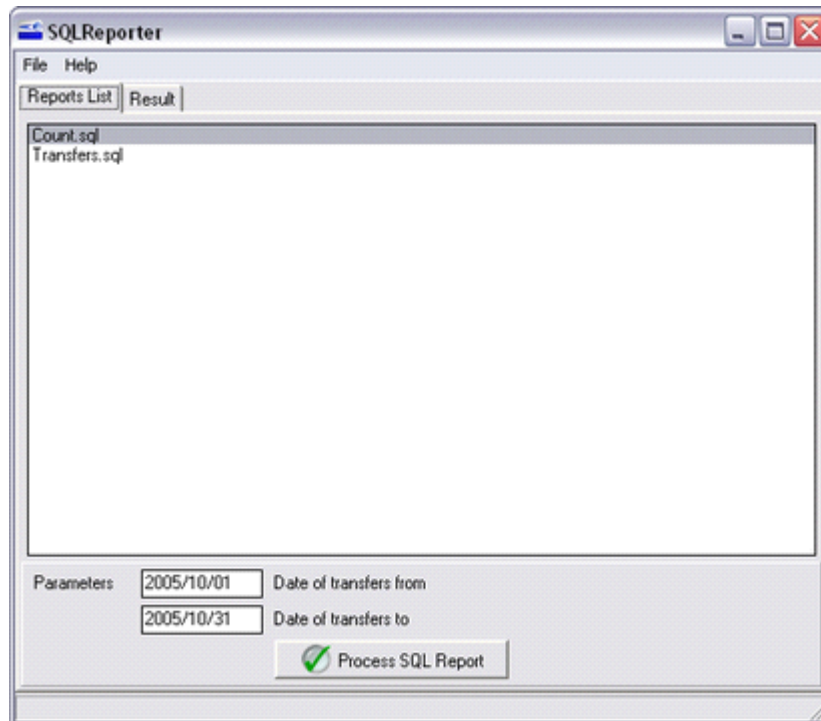 SQLReporter
File Help
Reports List Result
Count.sql
Transfers.sql
Parameters 2005/10/01 Date of transfers from
2005/10/31 Date of transfers to
Process SQL Report